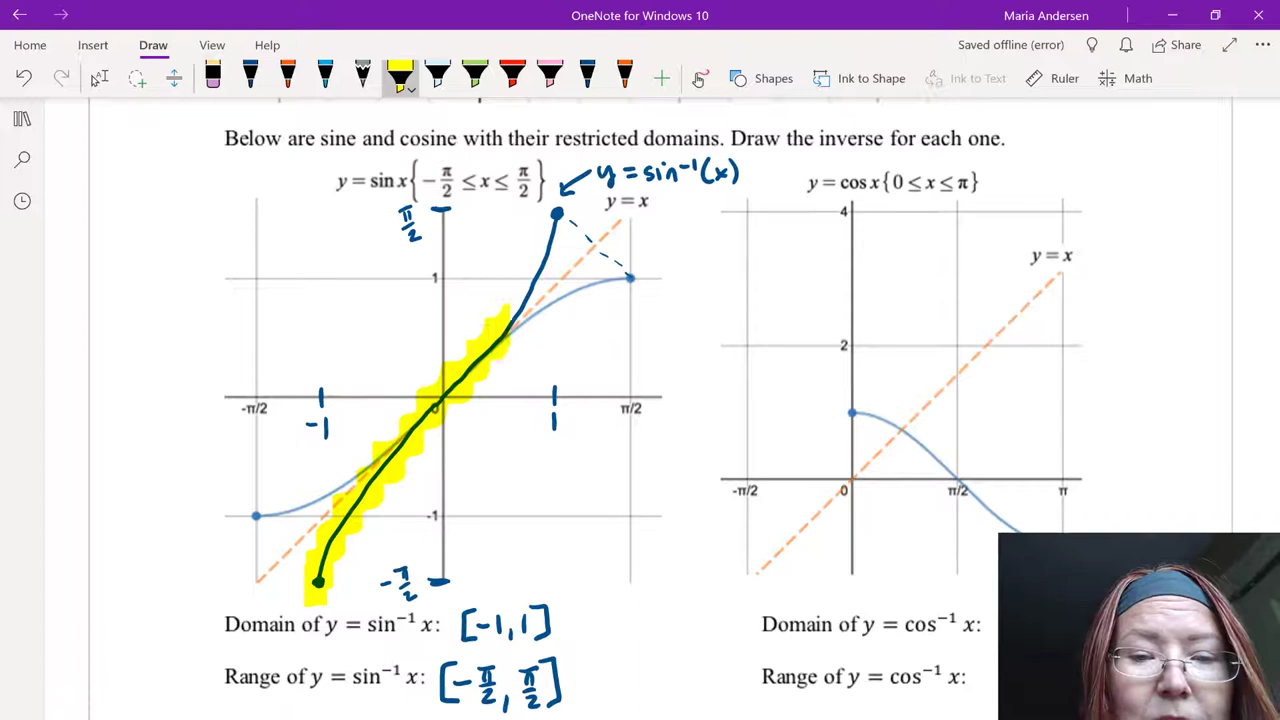 OneNote for Windows 10
Maria Andersen
Home Insert Draw View Help
Saved offline (error)
Share
Shapes
Ink to Shape
Ink to Text
Ruler
Math
Below are sine and cosine with their restricted domains. Draw the inverse for each one.
y = sin x {−π/2 ≤ x ≤ π/2}
y = sin⁻¹(x)
y = x
π/2
1
-π/2
-1
0
1
π/2
-1
-π/2
Domain of y = sin⁻¹ x: [-1, 1]
Range of y = sin⁻¹ x: [-π/2, π/2]
y = cos x {0 ≤ x ≤ π}
4
y = x
2
-π/2
0
π/2
π
Domain of y = cos⁻¹ x:
Range of y = cos⁻¹ x: